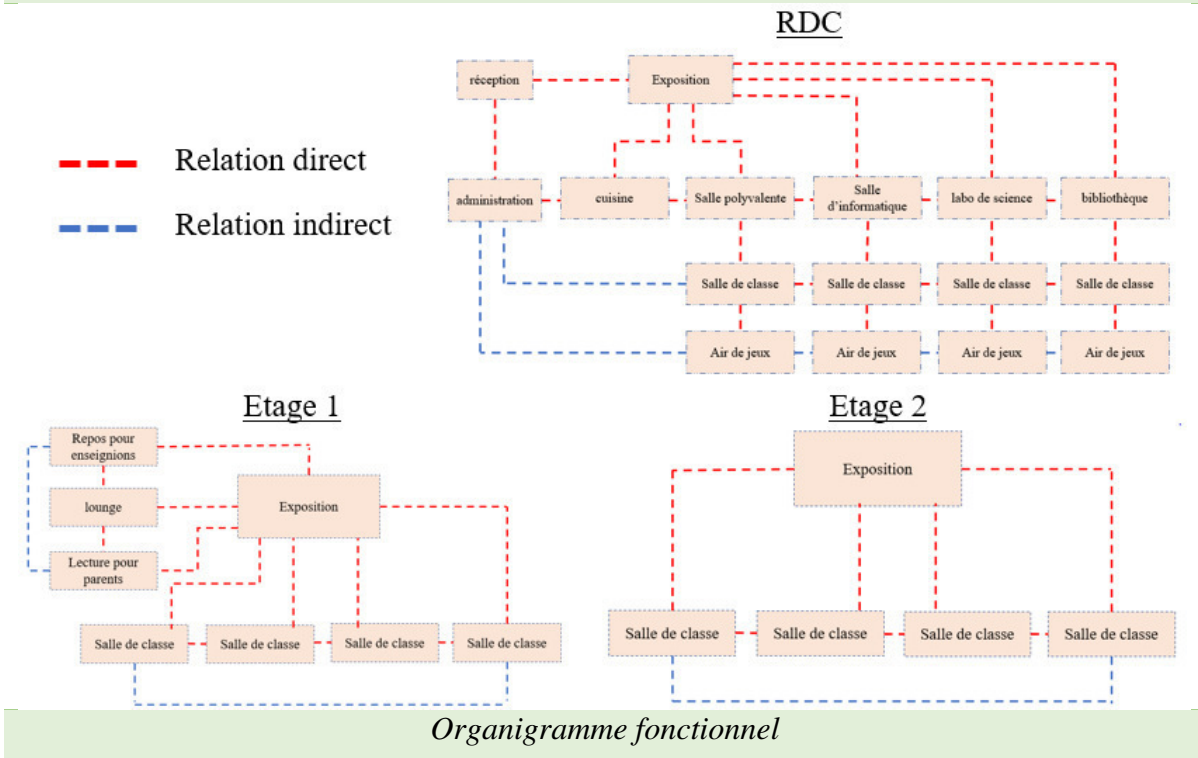 RDC
réception
Exposition
Relation direct
Relation indirect
administration
cuisine
Salle polyvalente
Salle
d'informatique
labo de science
bibliothèque
Salle de classe
Salle de classe
Salle de classe
Salle de classe
Air de jeux
Air de jeux
Air de jeux
Air de jeux
Etage 1
Repos pour
enseignions
lounge
Exposition
Lecture pour
parents
Salle de classe
Salle de classe
Salle de classe
Salle de classe
Etage 2
Exposition
Salle de classe
Salle de classe
Salle de classe
Salle de classe
Organigramme fonctionnel